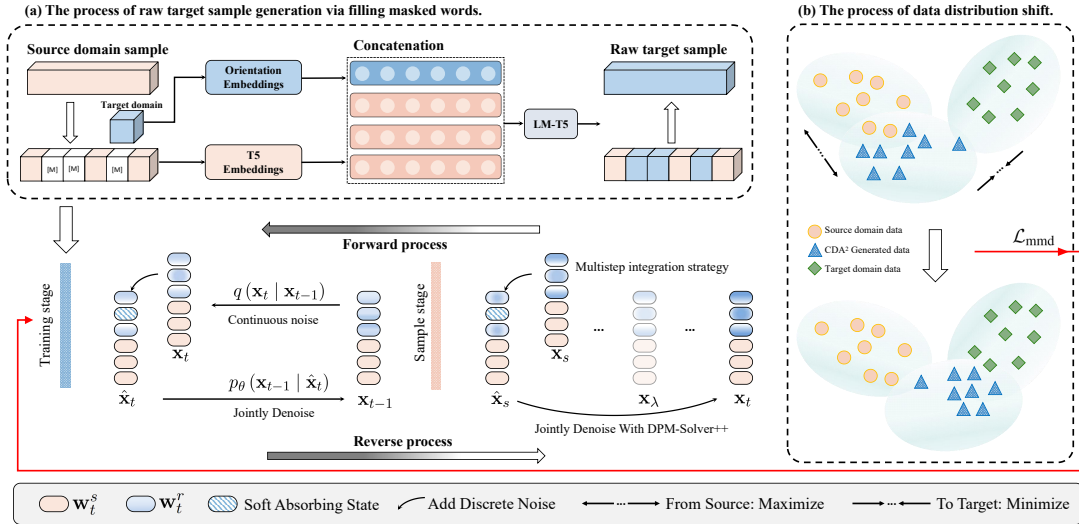 (a) The process of raw target sample generation via filling masked words.
Source domain sample
Target domain
[M]
[M]
[M]
Orientation
Embeddings
T5
Embeddings
Concatenation
LM-T5
Raw target sample
(b) The process of data distribution shift.
Source domain data
CDA² Generated data
Target domain data
ℒ_mmd
Forward process
Training stage
x_t
x̂_t
q (x_t | x_{t−1})
Continuous noise
p_θ (x_{t−1} | x̂_t)
Jointly Denoise
x_{t−1}
Sample stage
Multistep integration strategy
x_s
x̂_s
...
...
x_λ
x_t
Jointly Denoise With DPM-Solver++
Reverse process
w_t^s
w_t^r
Soft Absorbing State
Add Discrete Noise
... From Source: Maximize
... To Target: Minimize